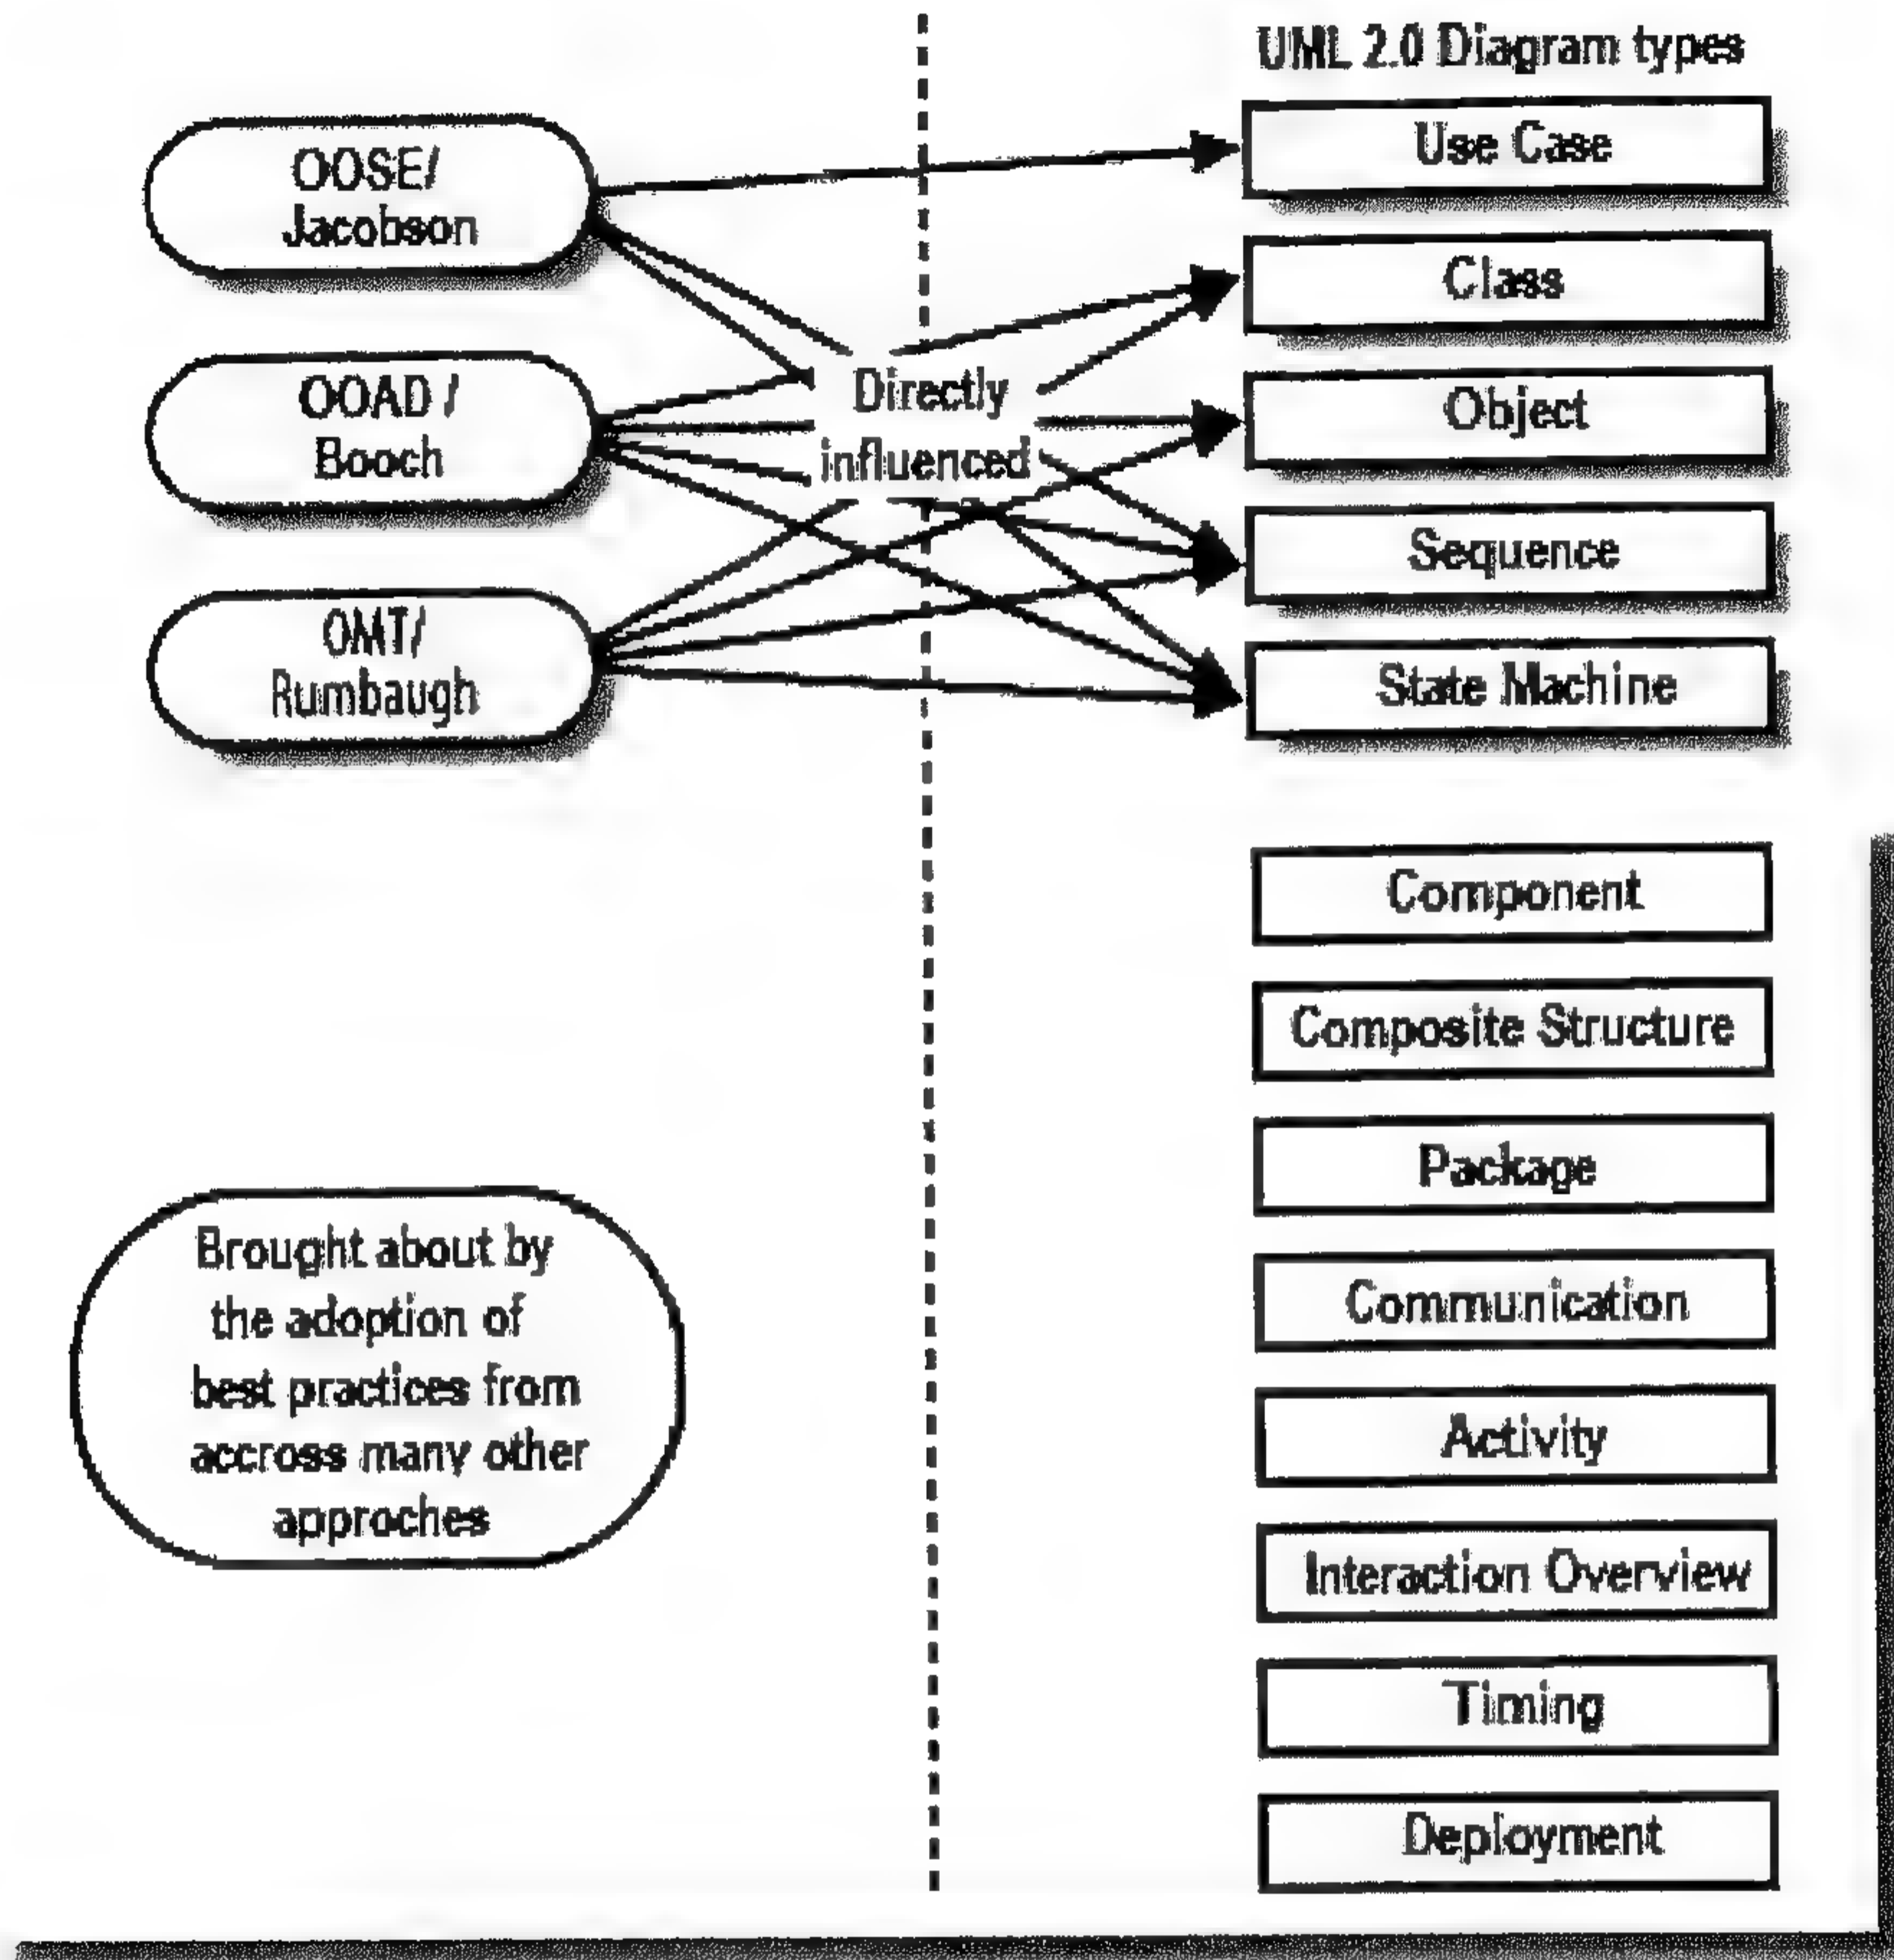 UML 2.0 Diagram types
OOSE/
Jacobson
OOAD /
Booch
OMT/
Rumbaugh
Directly
influenced
Use Case
Class
Object
Sequence
State Machine
Brought about by
the adoption of
best practices from
accross many other
approches
Component
Composite Structure
Package
Communication
Activity
Interaction Overview
Timing
Deployment